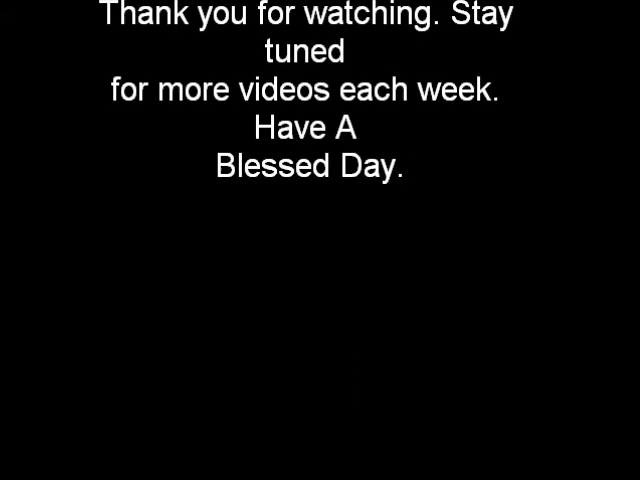 Thank you for watching. Stay
tuned
for more videos each week.
Have A
Blessed Day.